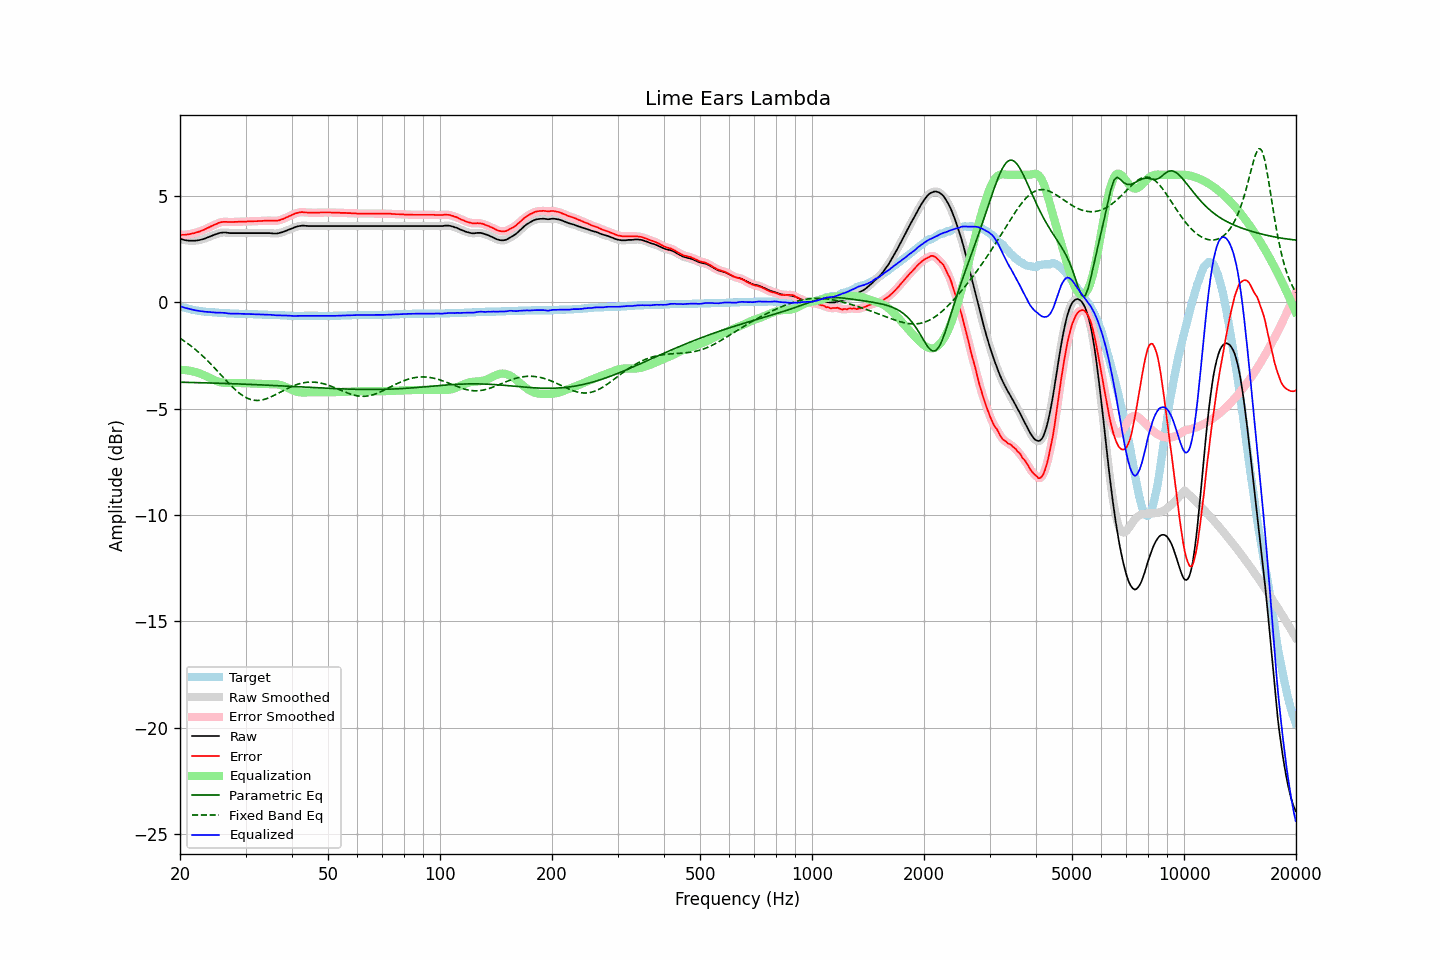 Lime Ears Lambda
Amplitude (dBr)
5
0
−5
−10
−15
−20
−25
Target
Raw Smoothed
Error Smoothed
Raw
Error
Equalization
Parametric Eq
Fixed Band Eq
Equalized
20 50 100 200 500 1000 2000 5000 10000 20000
Frequency (Hz)